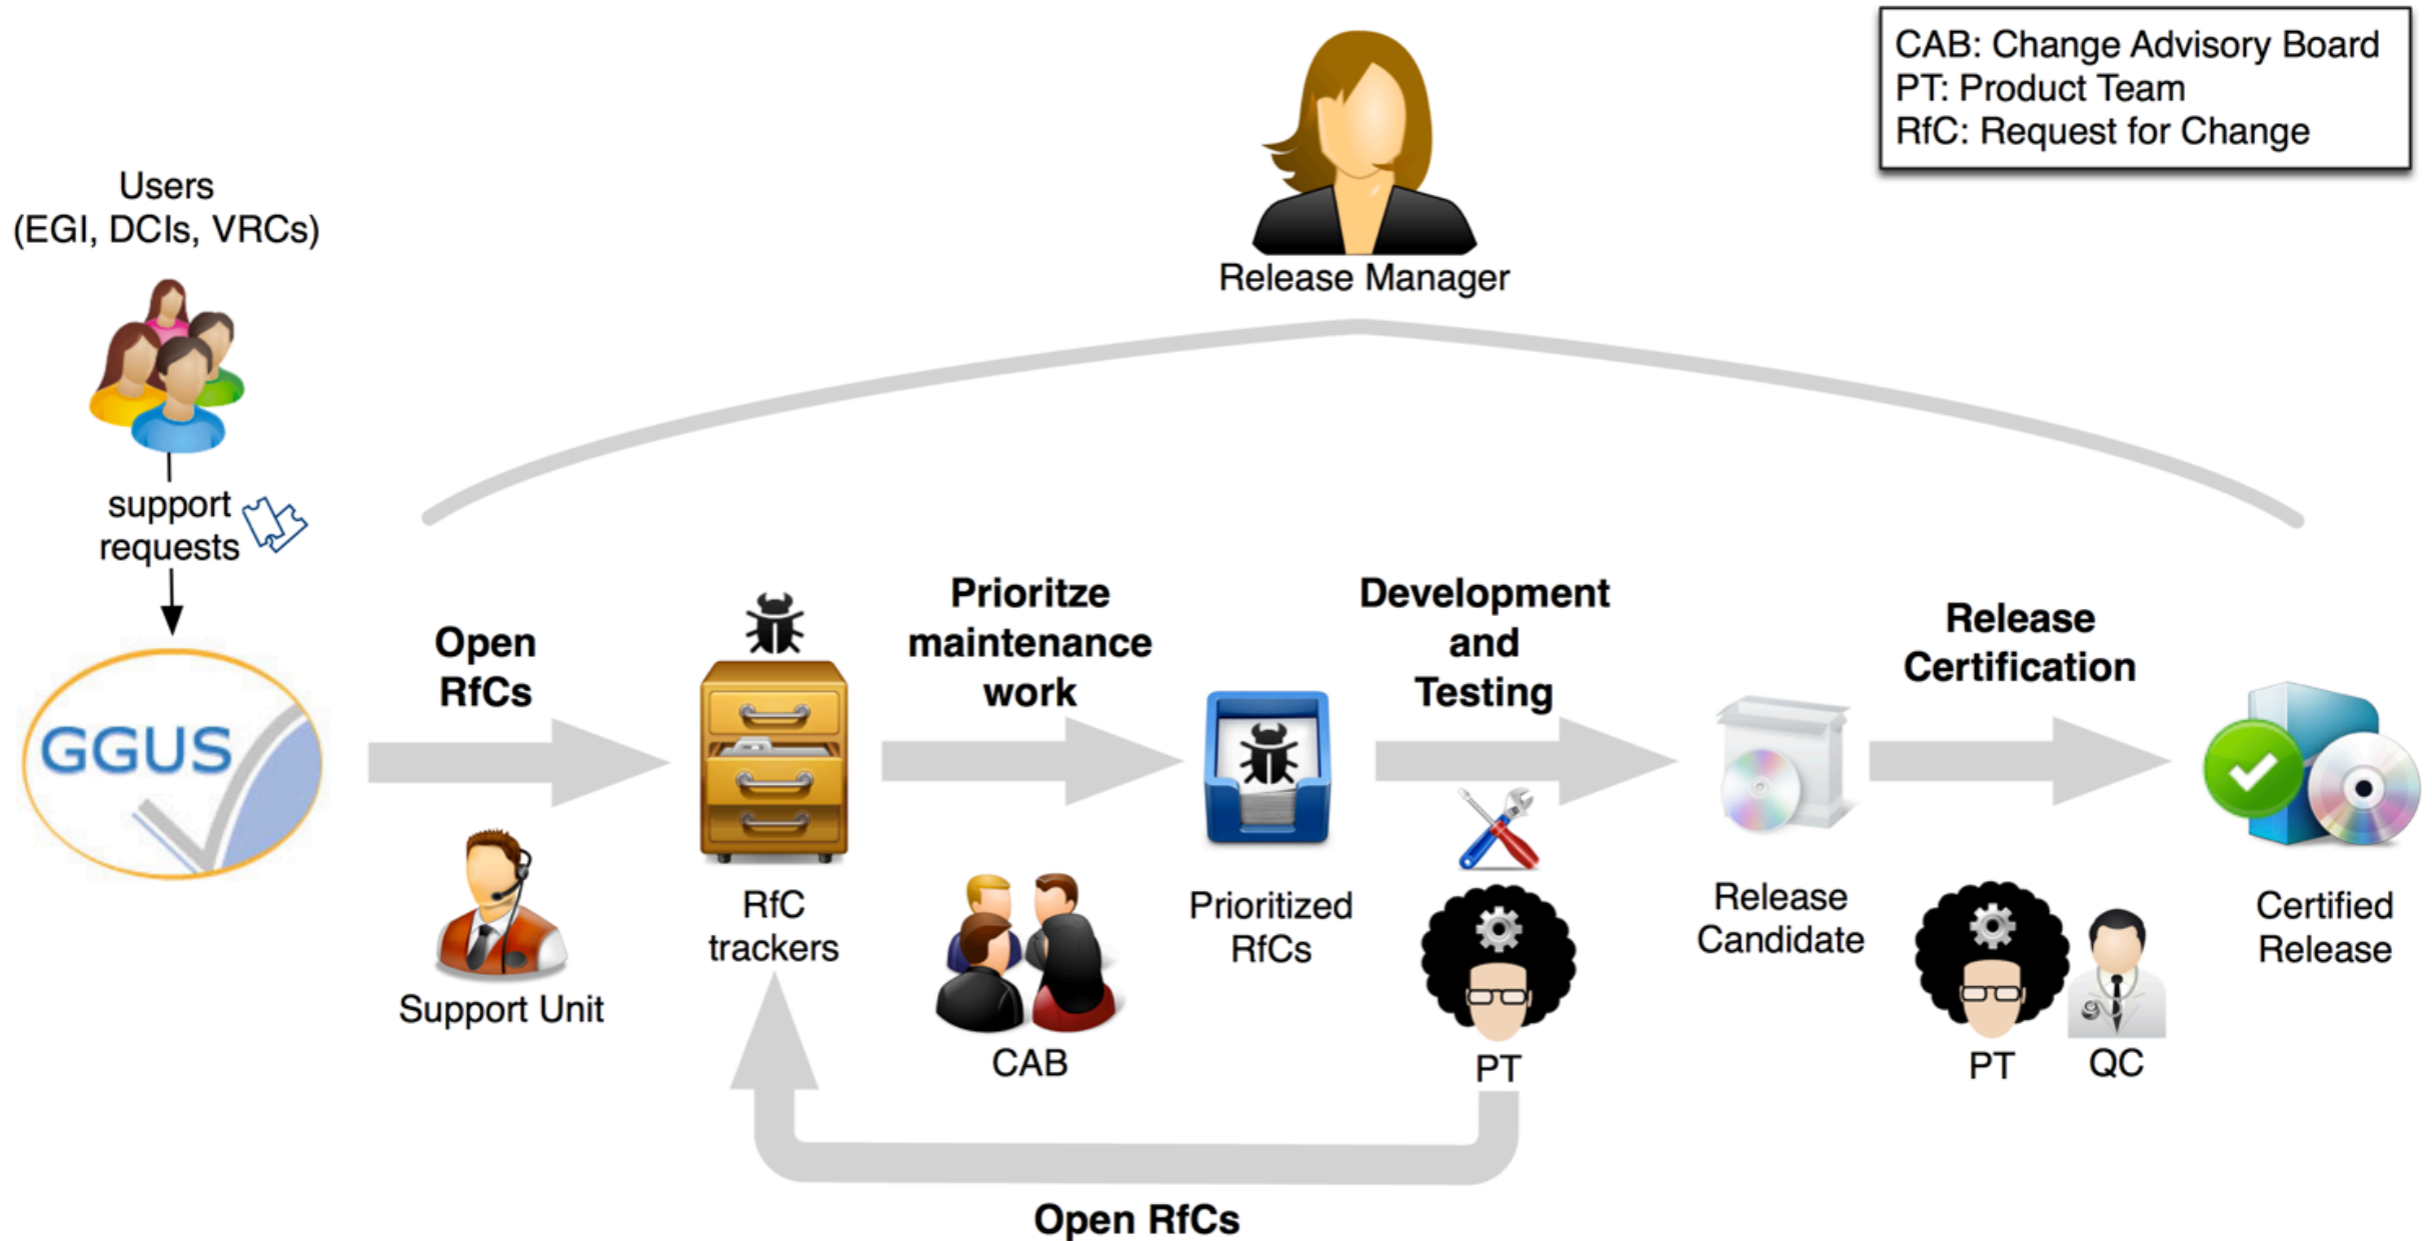 CAB: Change Advisory Board
PT: Product Team
RfC: Request for Change
Users
(EGI, DCIs, VRCs)
Release Manager
support
requests
GGUS
Open
RfCs
Support Unit
RfC
trackers
Prioritze
maintenance
work
CAB
Prioritized
RfCs
Development
and
Testing
PT
Release
Candidate
Release
Certification
PT
QC
Certified
Release
Open RfCs